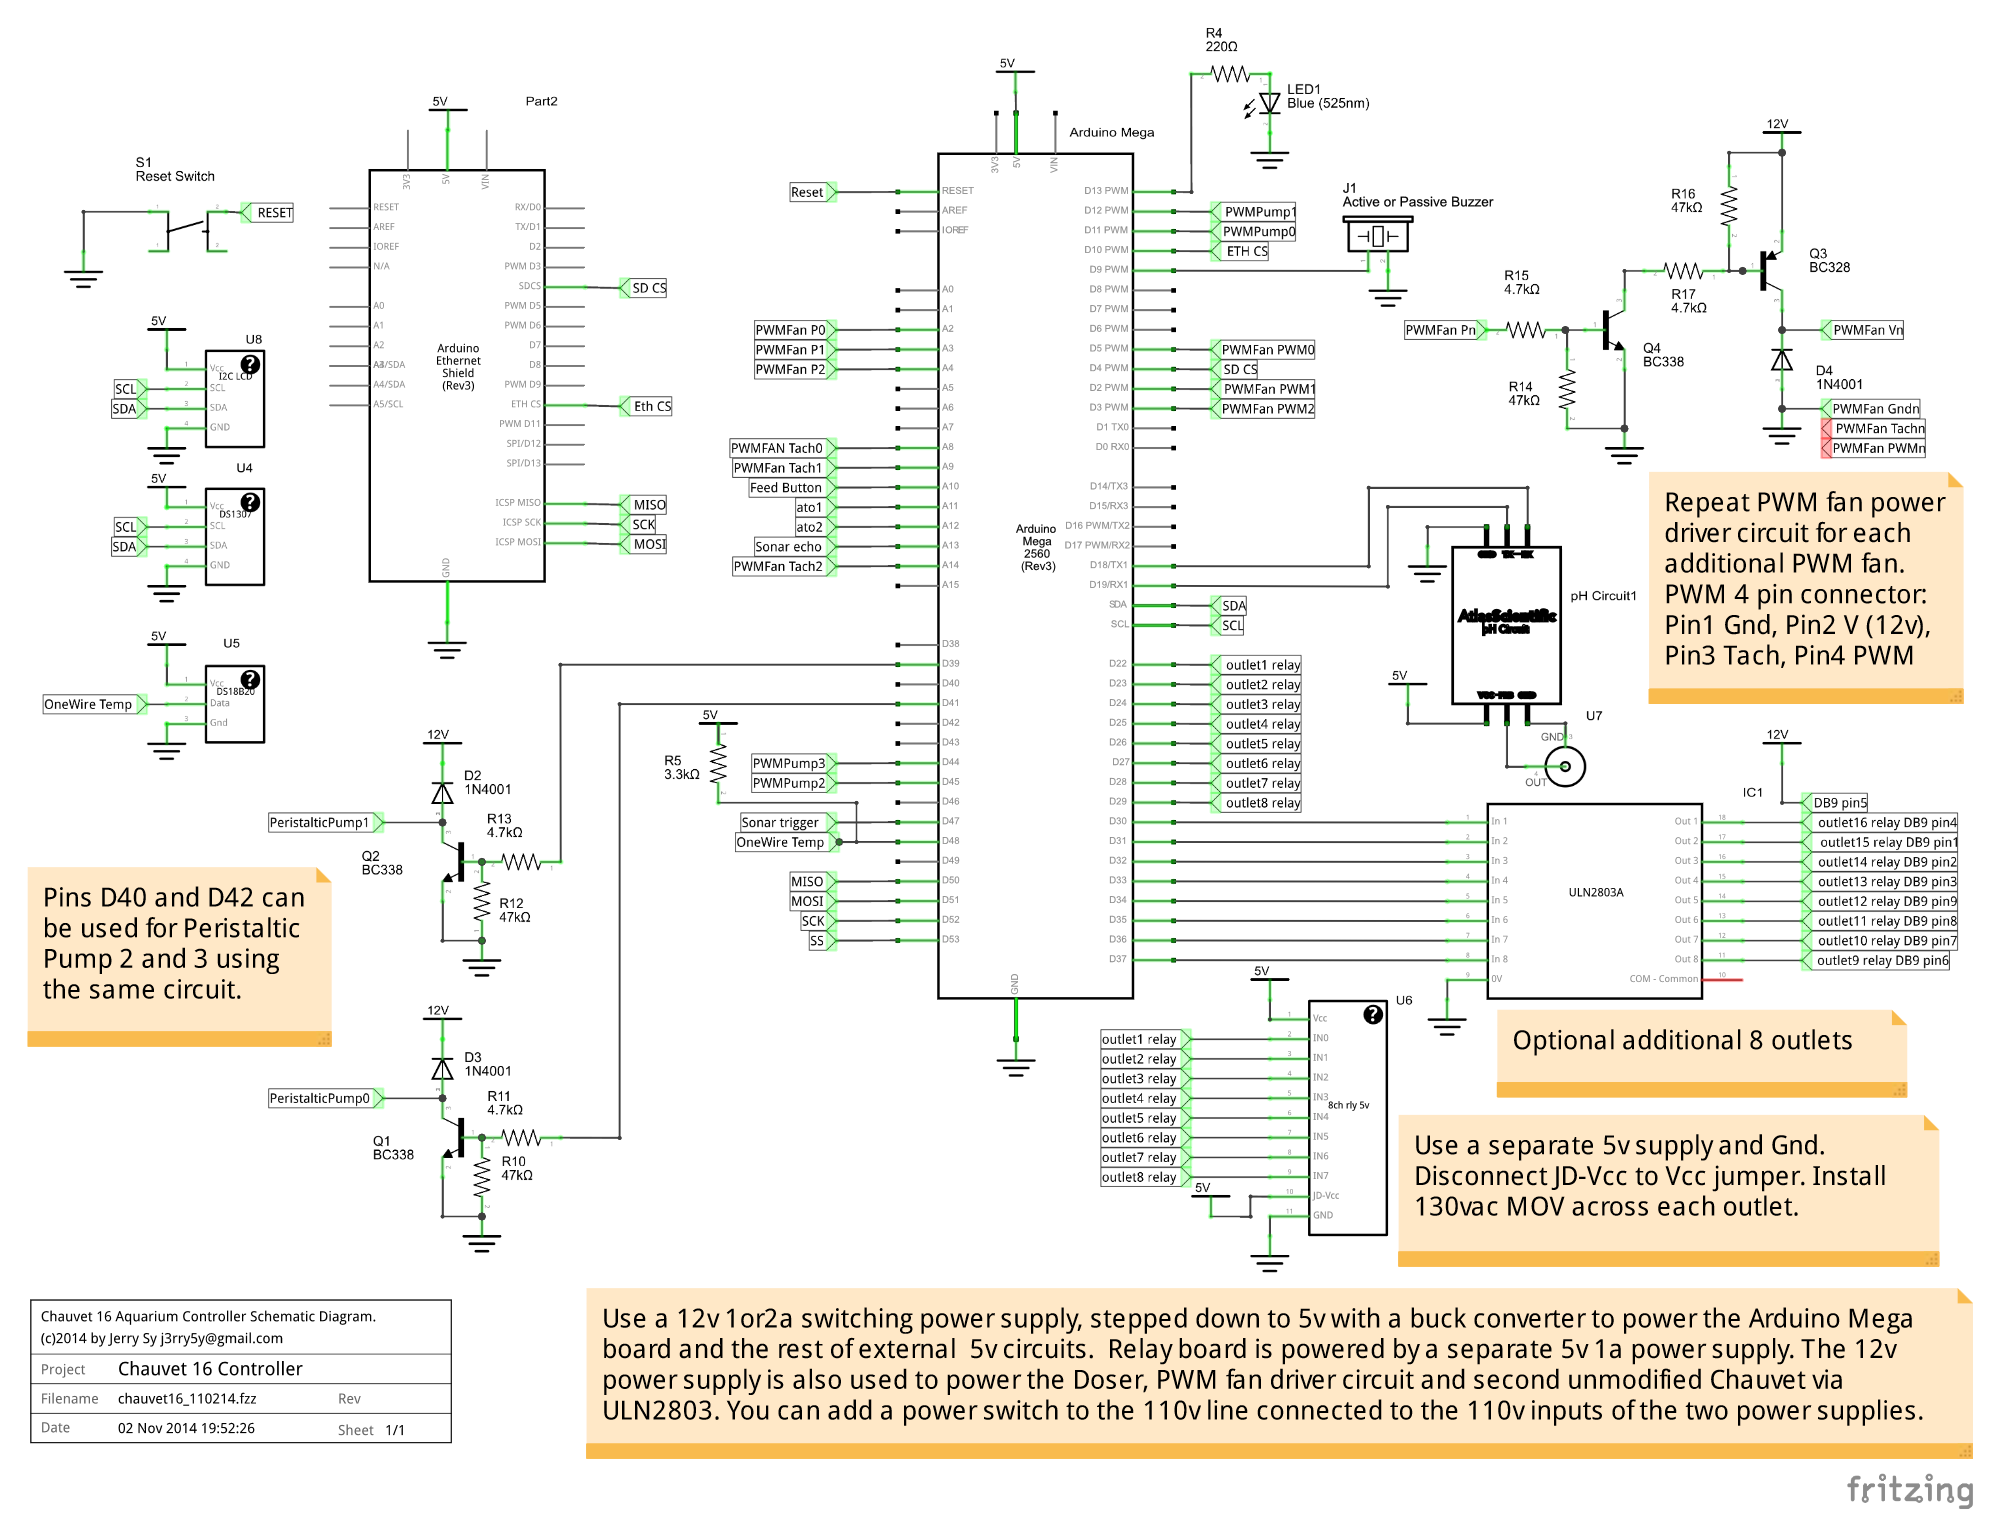 R4
220Ω
LED1
Blue (525nm)
5V
Part2
5V
Arduino Mega
12V
S1
Reset Switch
RESET
3V3
5V
VIN
RESET
AREF
IOREF
N/A
A0
A1
A2
A4/SDA
A5/SCL
RX/D0
TX/D1
D2
PWM D3
SDCS
PWM D5
PWM D6
D7
D8
PWM D9
ETH CS
PWM D11
SPI/D12
SPI/D13
ICSP MISO
ICSP SCK
ICSP MOSI
GND
Arduino
Ethernet
Shield
(Rev3)
SD CS
Eth CS
MISO
SCK
MOSI
5V
U8
I2C LCD
Vcc
SCL
SDA
GND
SCL
SDA
5V
U4
DS1307
Vcc
SCL
SDA
GND
SCL
SDA
5V
U5
DS18B20
Vcc
Data
Gnd
OneWire Temp
3V3
5V
VIN
Reset
PWMFan P0
PWMFan P1
PWMFan P2
PWMFAN Tach0
PWMFan Tach1
Feed Button
ato1
ato2
Sonar echo
PWMFan Tach2
5V
R5
3.3kΩ
PWMPump3
PWMPump2
Sonar trigger
OneWire Temp
MISO
MOSI
SCK
SS
RESET
AREF
IOREF
A0
A1
A2
A3
A4
A5
A6
A7
A8
A9
A10
A11
A12
A13
A14
A15
D38
D39
D40
D41
D42
D43
D44
D45
D46
D47
D48
D49
D50
D51
D52
D53
GND
Arduino
Mega
2560
(Rev3)
D13 PWM
D12 PWM
D11 PWM
D10 PWM
D9 PWM
D8 PWM
D7 PWM
D6 PWM
D5 PWM
D4 PWM
D2 PWM
D3 PWM
D1 TX0
D0 RX0
D14/TX3
D15/RX3
D16 PWM/TX2
D17 PWM/RX2
D18/TX1
D19/RX1
SDA
SCL
D22
D23
D24
D25
D26
D27
D28
D29
D30
D31
D32
D33
D34
D35
D36
D37
PWMPump1
PWMPump0
ETH CS
PWMFan PWM0
SD CS
PWMFan PWM1
PWMFan PWM2
SDA
SCL
outlet1 relay
outlet2 relay
outlet3 relay
outlet4 relay
outlet5 relay
outlet6 relay
outlet7 relay
outlet8 relay
J1
Active or Passive Buzzer
R16
47kΩ
Q3
BC328
R15
4.7kΩ
R17
4.7kΩ
PWMFan Pn
Q4
BC338
R14
47kΩ
PWMFan Vn
D4
1N4001
PWMFan Gndn
PWMFan Tachn
PWMFan PWMn
Repeat PWM fan power
driver circuit for each
additional PWM fan.
PWM 4 pin connector:
Pin1 Gnd, Pin2 V (12v),
Pin3 Tach, Pin4 PWM
GND TX RX
AtlasScientific
pH Circuit
pH Circuit1
VCC PRB GND
5V
U7
GND
OUT
12V
IC1
ULN2803A
In 1
In 2
In 3
In 4
In 5
In 6
In 7
In 8
0V
Out 1
Out 2
Out 3
Out 4
Out 5
Out 6
Out 7
Out 8
COM - Common
DB9 pin5
outlet16 relay DB9 pin4
outlet15 relay DB9 pin1
outlet14 relay DB9 pin2
outlet13 relay DB9 pin3
outlet12 relay DB9 pin9
outlet11 relay DB9 pin8
outlet10 relay DB9 pin7
outlet9 relay DB9 pin6
12V
D2
1N4001
PeristalticPump1
R13
4.7kΩ
Q2
BC338
R12
47kΩ
Pins D40 and D42 can
be used for Peristaltic
Pump 2 and 3 using
the same circuit.
12V
D3
1N4001
PeristalticPump0
R11
4.7kΩ
Q1
BC338
R10
47kΩ
5V
U6
8ch rly 5v
outlet1 relay
outlet2 relay
outlet3 relay
outlet4 relay
outlet5 relay
outlet6 relay
outlet7 relay
outlet8 relay
5V
Vcc
IN0
IN1
IN2
IN3
IN4
IN5
IN6
IN7
JD-Vcc
GND
Optional additional 8 outlets
Use a separate 5v supply and Gnd.
Disconnect JD-Vcc to Vcc jumper. Install
130vac MOV across each outlet.
Use a 12v 1or2a switching power supply, stepped down to 5v with a buck converter to power the Arduino Mega
board and the rest of external 5v circuits. Relay board is powered by a separate 5v 1a power supply. The 12v
power supply is also used to power the Doser, PWM fan driver circuit and second unmodified Chauvet via
ULN2803. You can add a power switch to the 110v line connected to the 110v inputs of the two power supplies.
Chauvet 16 Aquarium Controller Schematic Diagram.
(c)2014 by Jerry Sy j3rry5y@gmail.com
Project Chauvet 16 Controller
Filename chauvet16_110214.fzz Rev
Date 02 Nov 2014 19:52:26 Sheet 1/1
fritzing